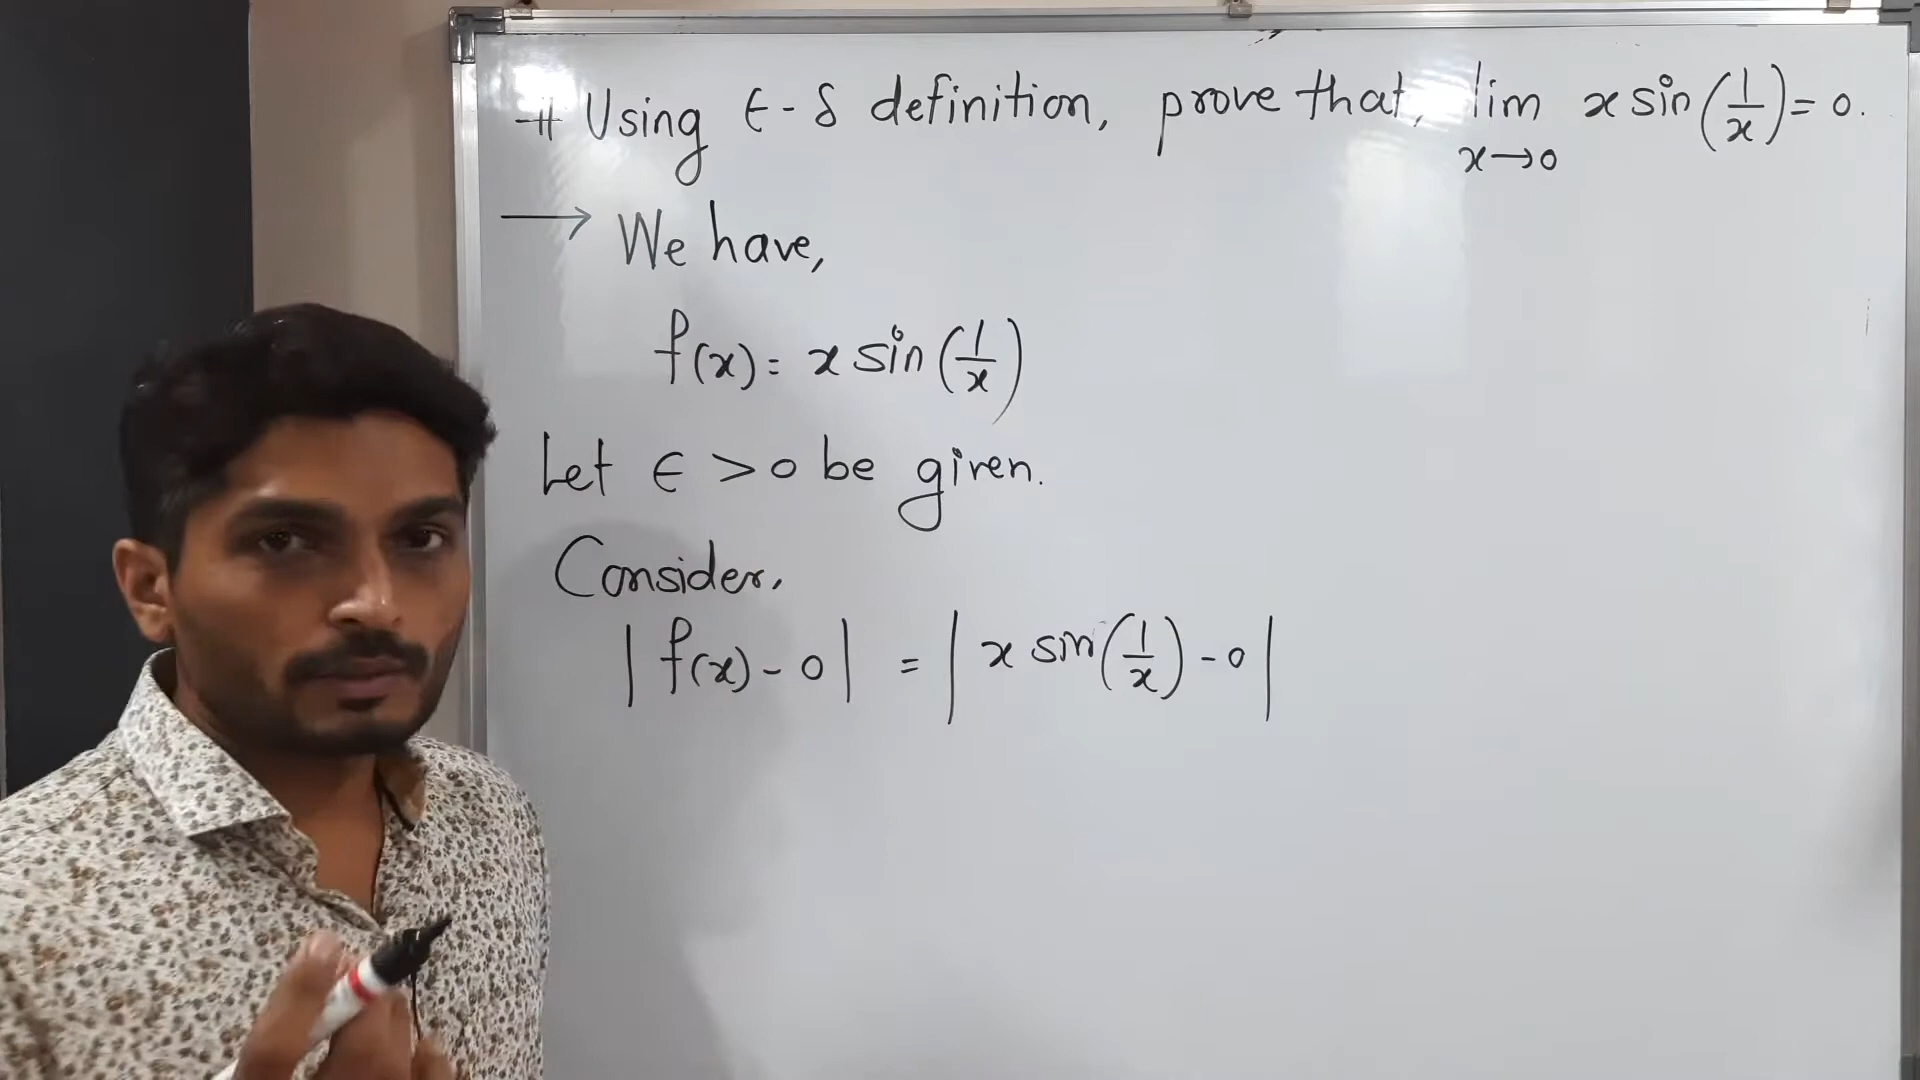 # Using ϵ-δ definition, prove that, lim x→0 x sin(1/x) = 0.
→ We have,
f(x) = x sin(1/x)
Let ϵ > 0 be given.
Consider,
|f(x) - 0| = |x sin(1/x) - 0|